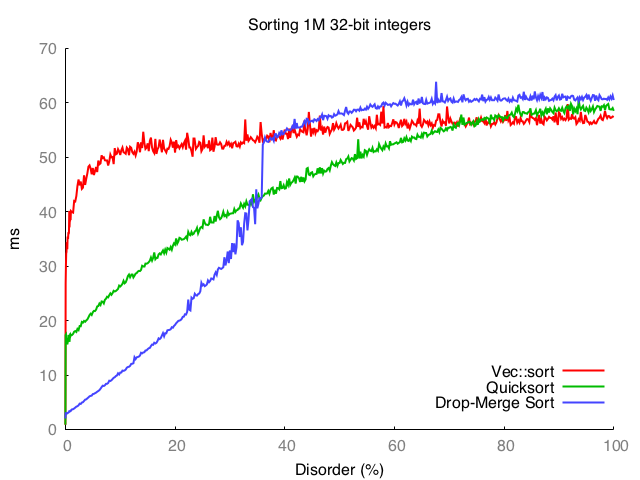 Sorting 1M 32-bit integers
70
60
50
40
30
20
10
0
ms
Vec::sort
Quicksort
Drop-Merge Sort
0 20 40 60 80 100
Disorder (%)